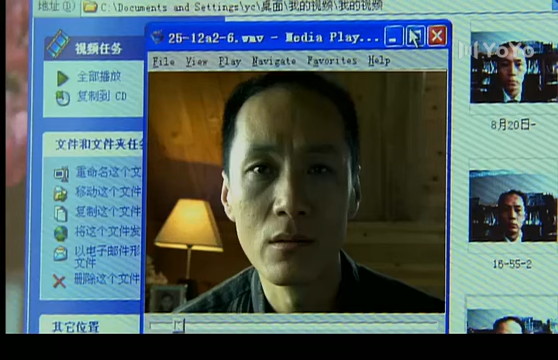 地址(D) C:\Documents and Settings\yc\桌面\我的视频\我的视频
25-12a2-6.wmv - Media Play...
YoYo
File View Play Navigate Favorites Help
视频任务
全部播放
复制到 CD
8月20日-
文件和文件夹任
重命名这个文
移动这个文件
复制这个文件
将这个文件发
以电子邮件形
文件
删除这个文件
16-55-2
其它位置